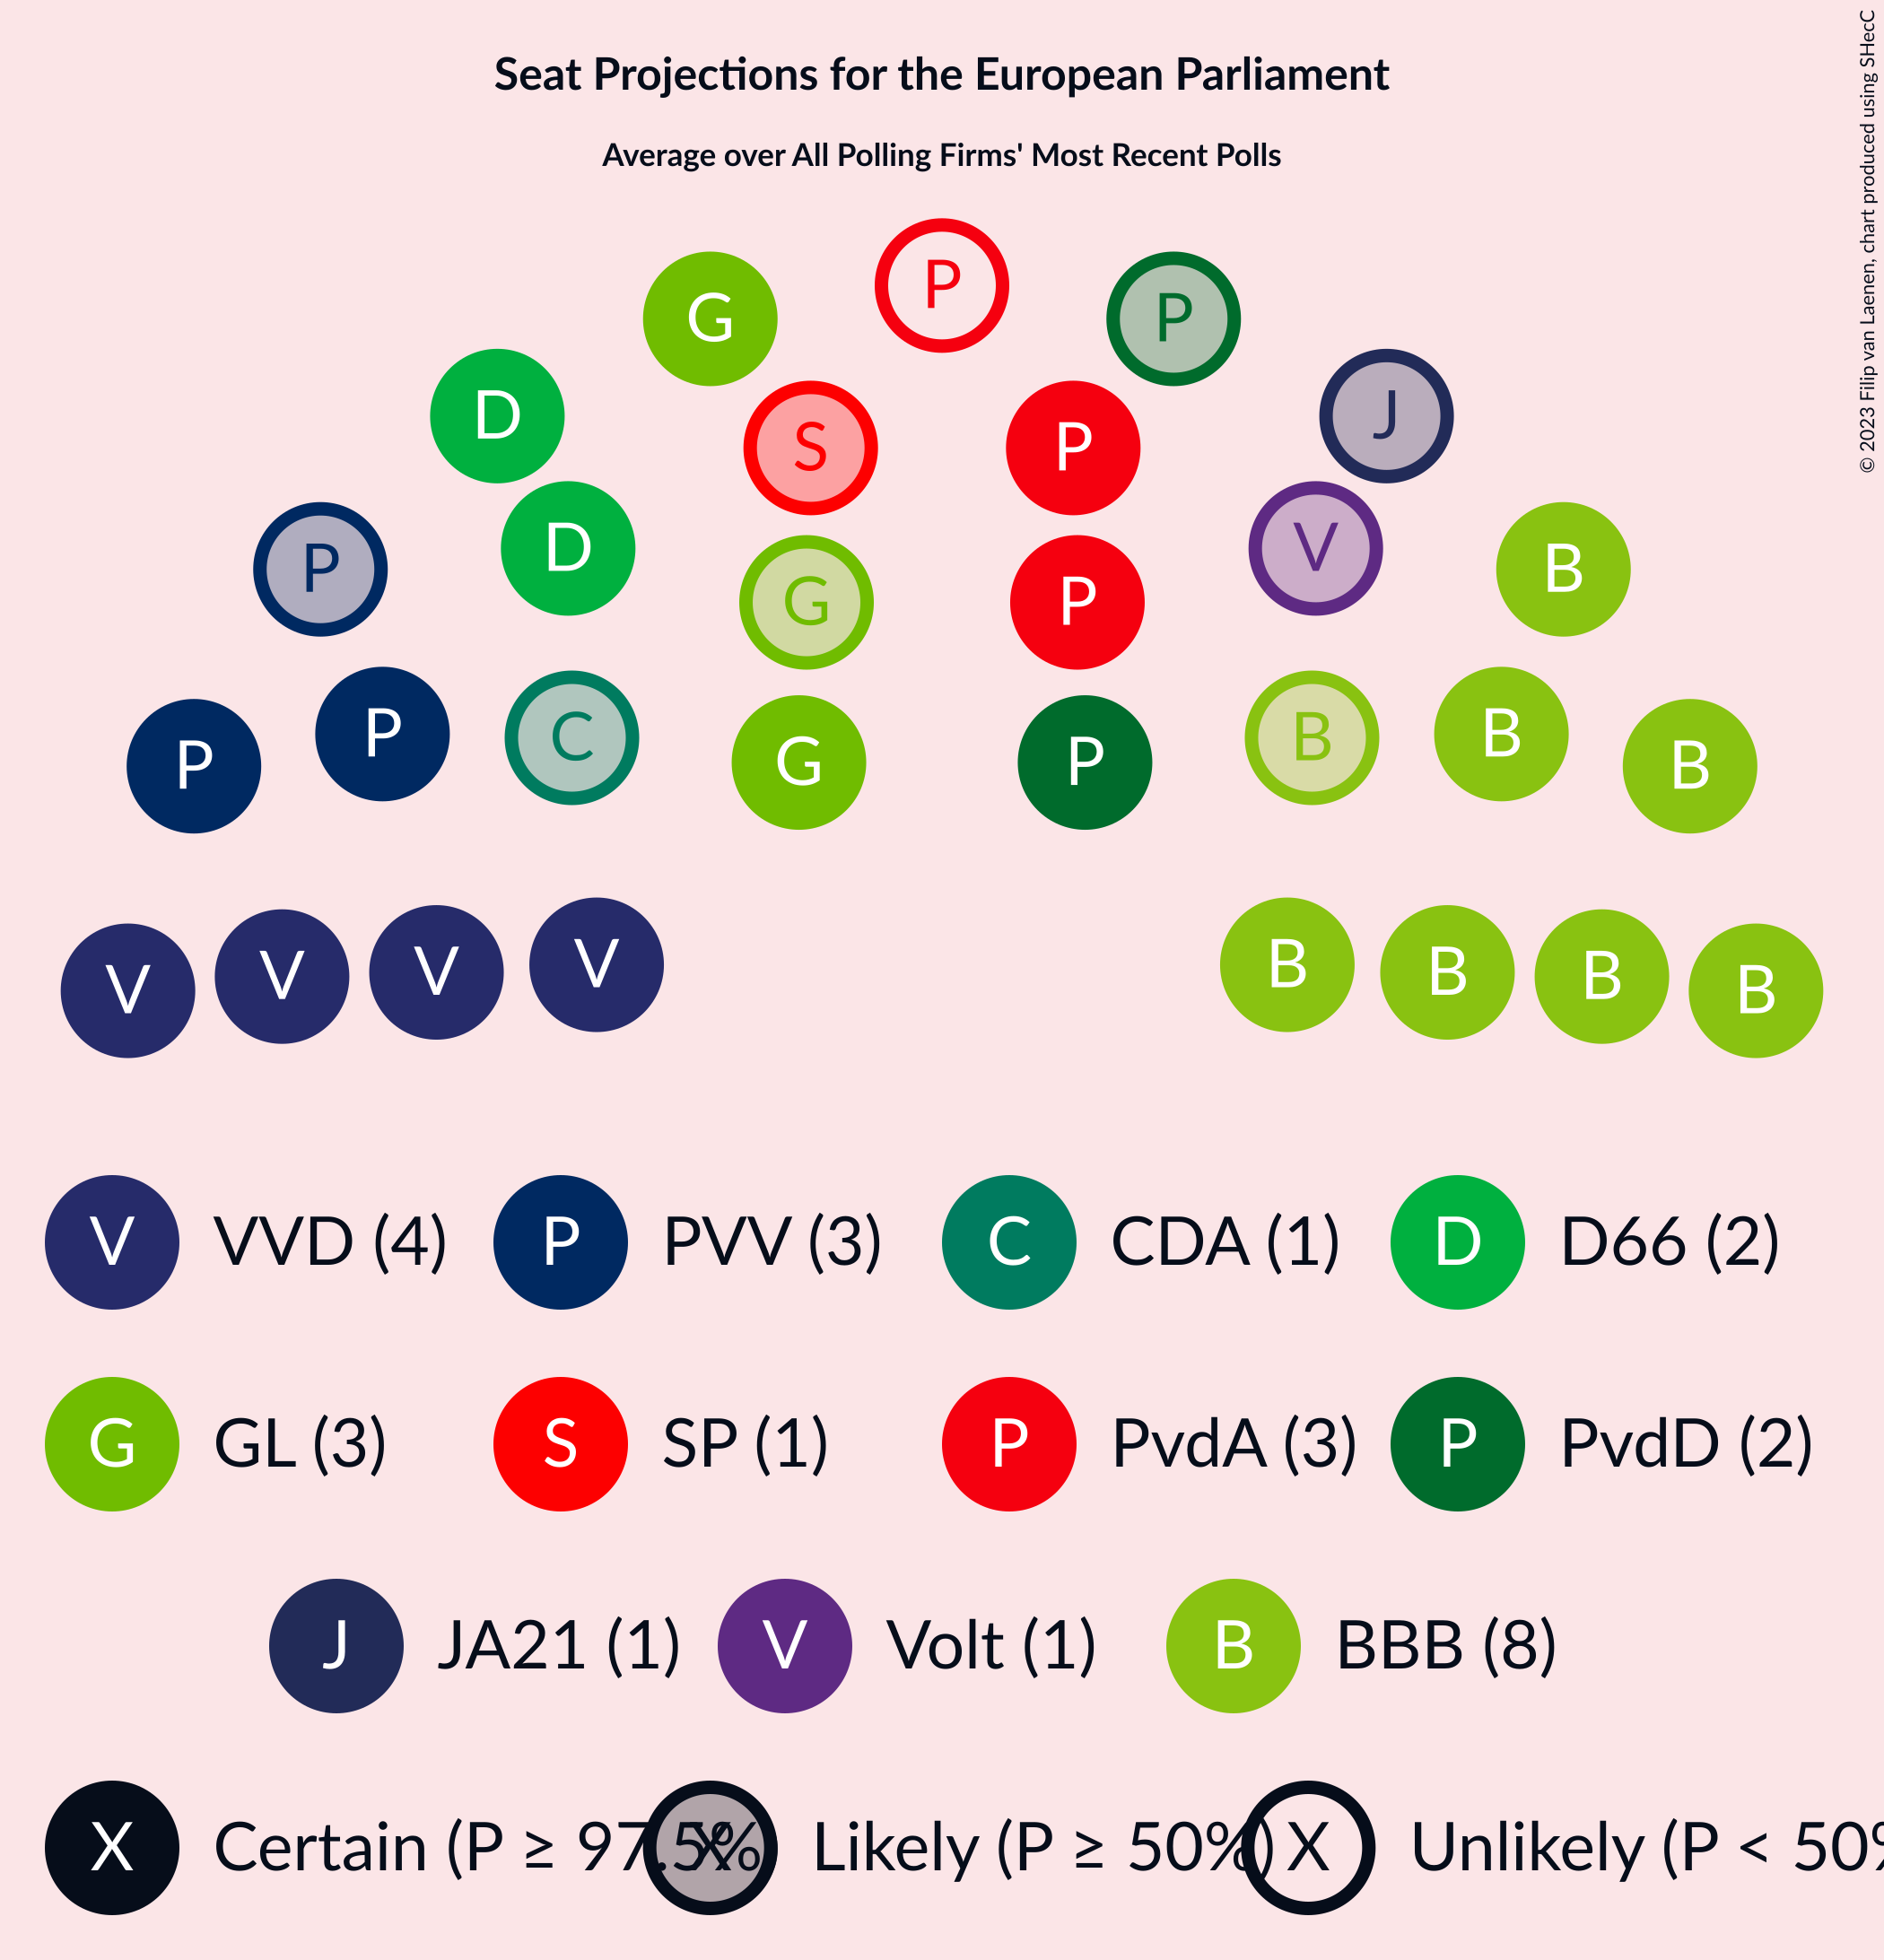 Seat Projections for the European Parliament
Average over All Polling Firms' Most Recent Polls
© 2023 Filip van Laenen, chart produced using SHecC
P
G P
D S P J
P D G P V B
P P C G P B B B
V V V V B B B B
V VVD (4) P PVV (3) C CDA (1) D D66 (2)
G GL (3) S SP (1) P PvdA (3) P PvdD (2)
J JA21 (1) V Volt (1) B BBB (8)
X Certain (P ≥ 97.5% X Likely (P ≥ 50%) X Unlikely (P < 50%